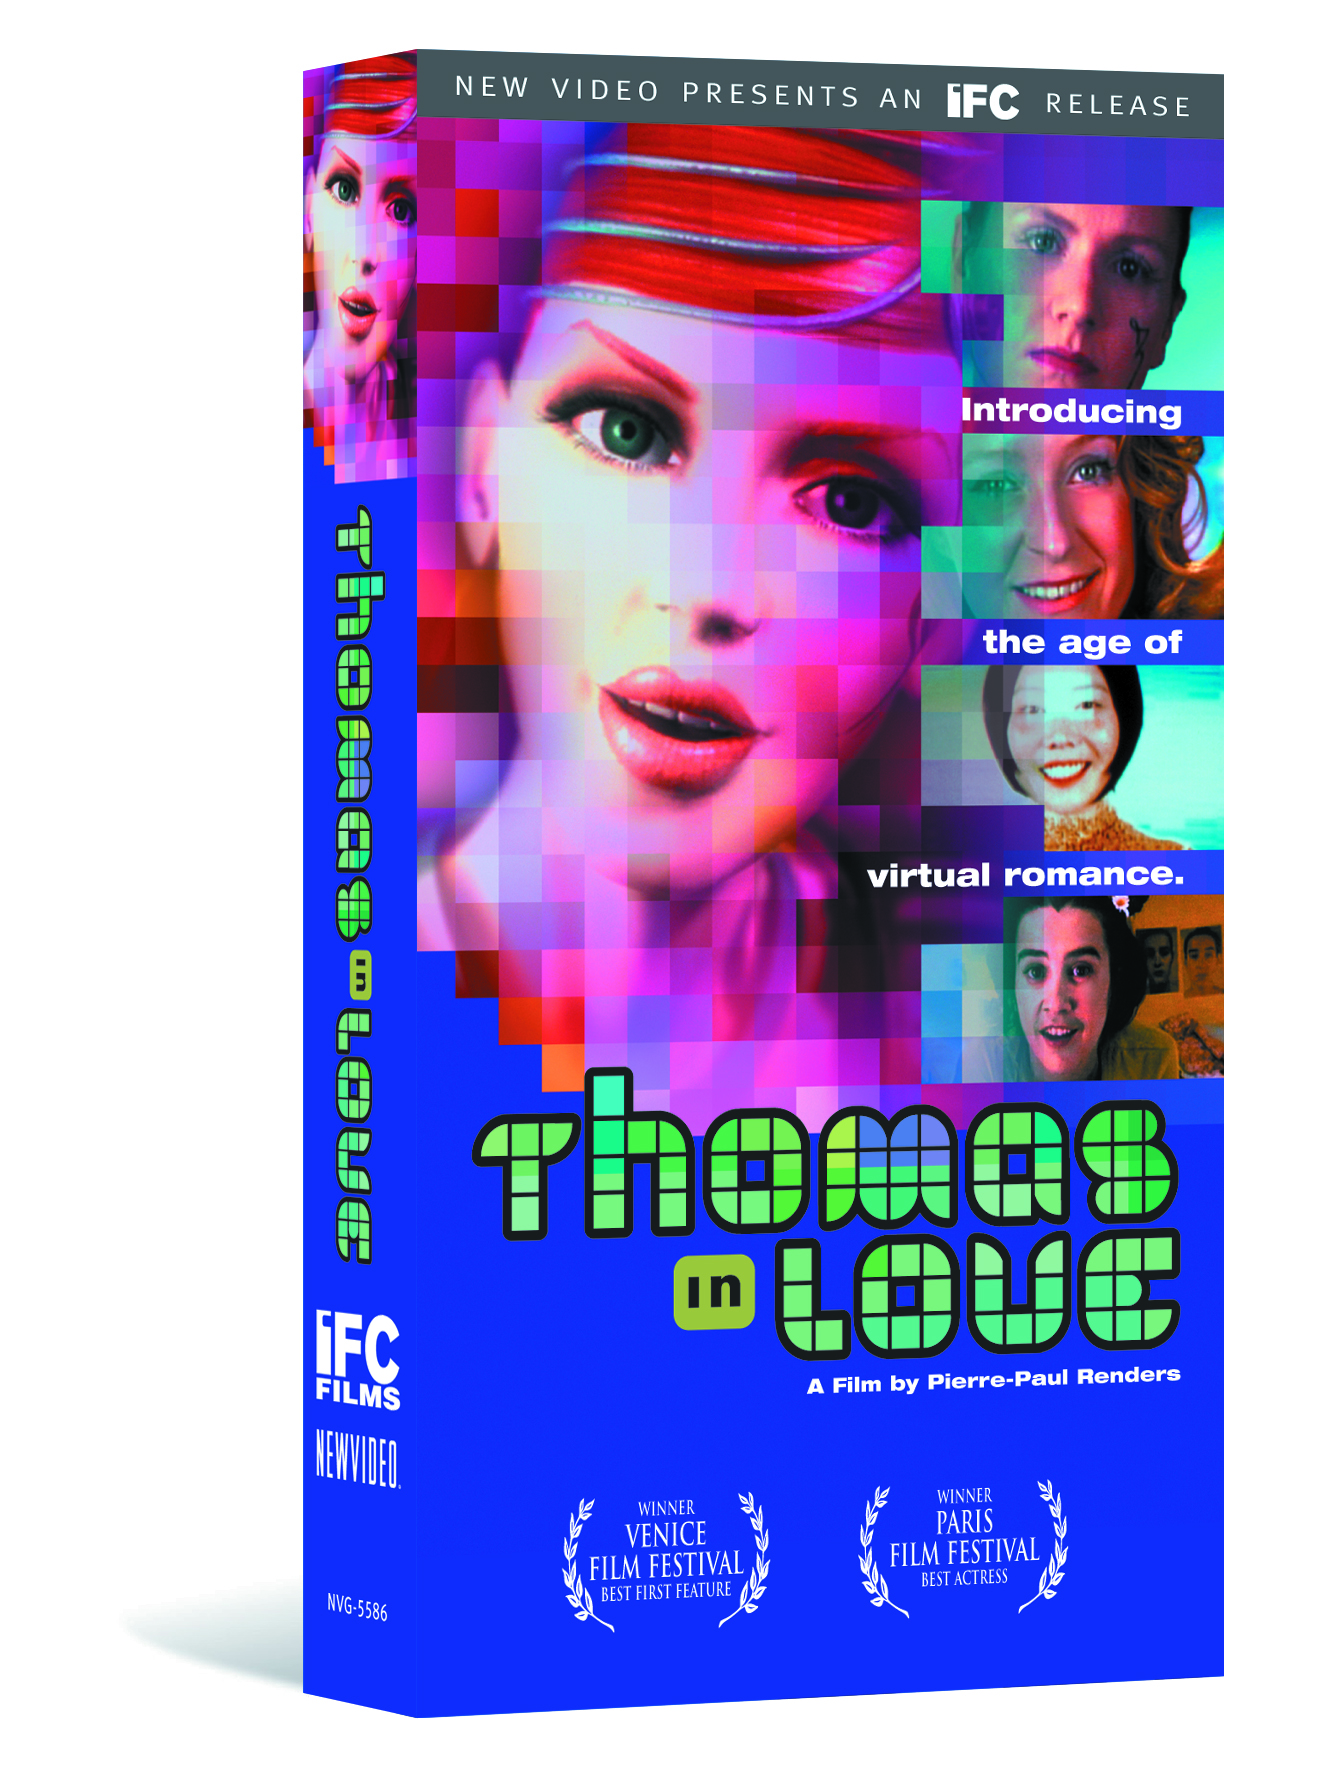 NEW VIDEO PRESENTS AN iFC RELEASE
Introducing
the age of
virtual romance.
Thomas
in Love
A Film by Pierre-Paul Renders
WINNER
VENICE
FILM FESTIVAL
BEST FIRST FEATURE
WINNER
PARIS
FILM FESTIVAL
BEST ACTRESS
Thomas in Love
iFC
FILMS
NEWVIDEO
NVG-5586